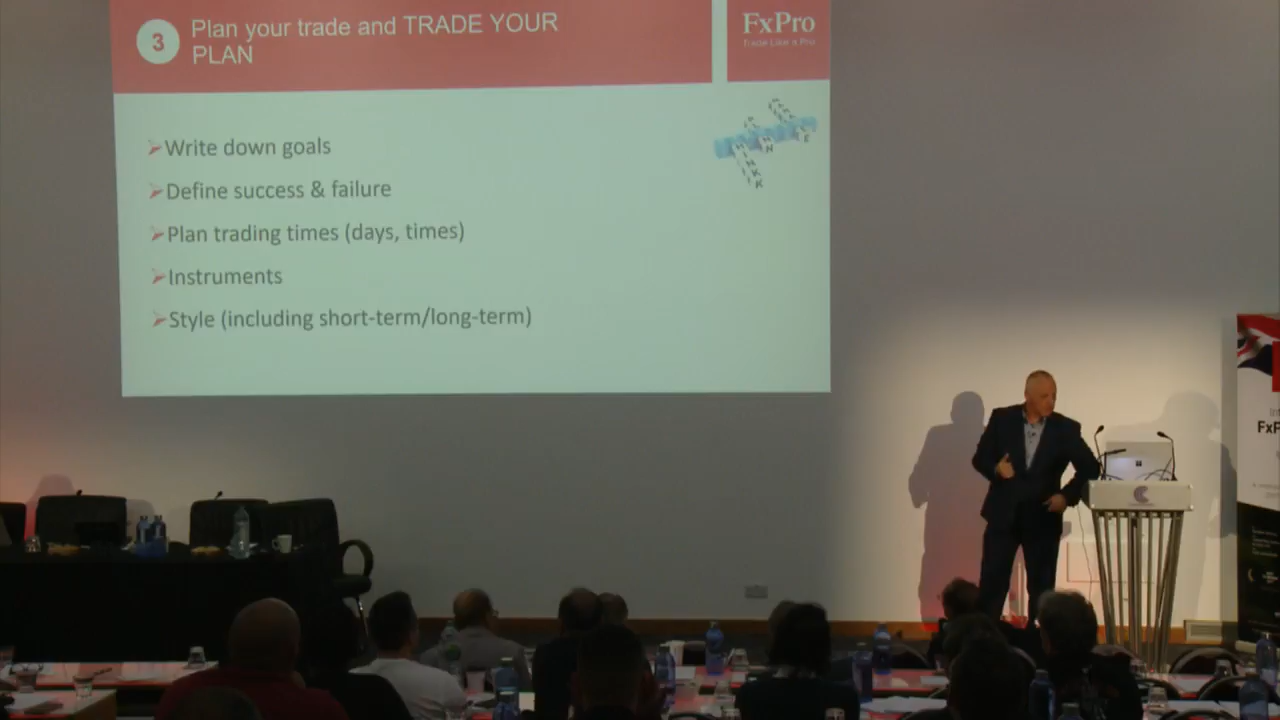 3
Plan your trade and TRADE YOUR
PLAN
FxPro
Trade Like a Pro
Write down goals
Define success & failure
Plan trading times (days, times)
Instruments
Style (including short-term/long-term)